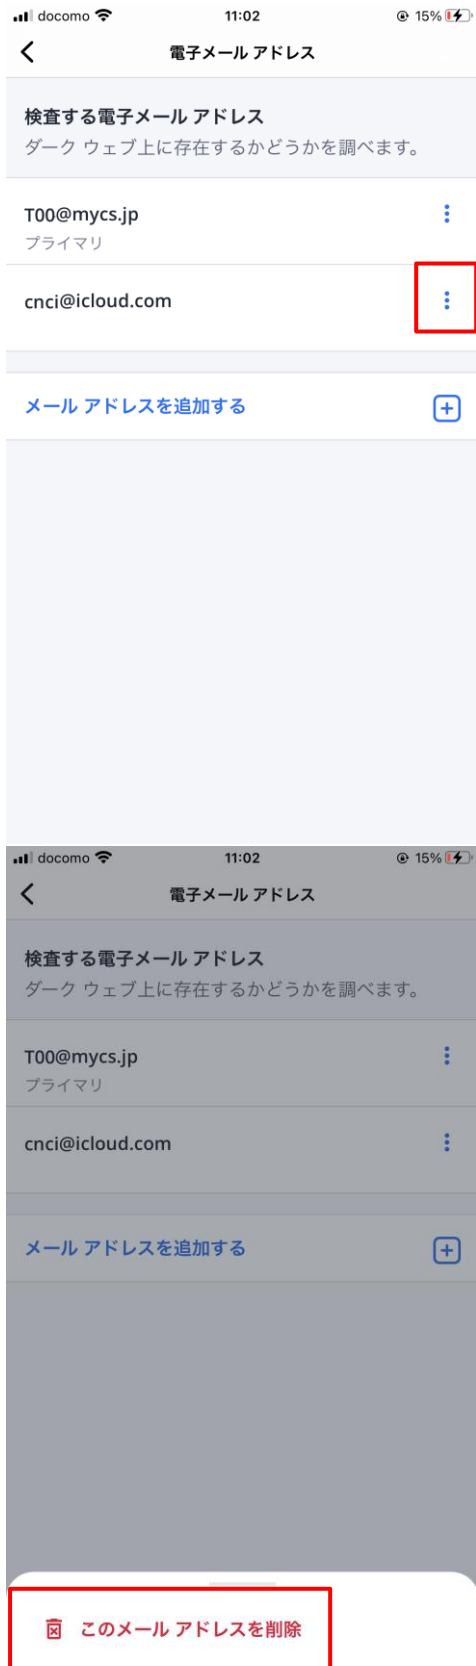 docomo 11:02 15%
電子メール アドレス
検査する電子メール アドレス
ダーク ウェブ上に存在するかどうかを調べます。
T00@mycs.jp
プライマリ
cnci@icloud.com
メール アドレスを追加する
docomo 11:02 15%
電子メール アドレス
検査する電子メール アドレス
ダーク ウェブ上に存在するかどうかを調べます。
T00@mycs.jp
プライマリ
cnci@icloud.com
メール アドレスを追加する
このメール アドレスを削除